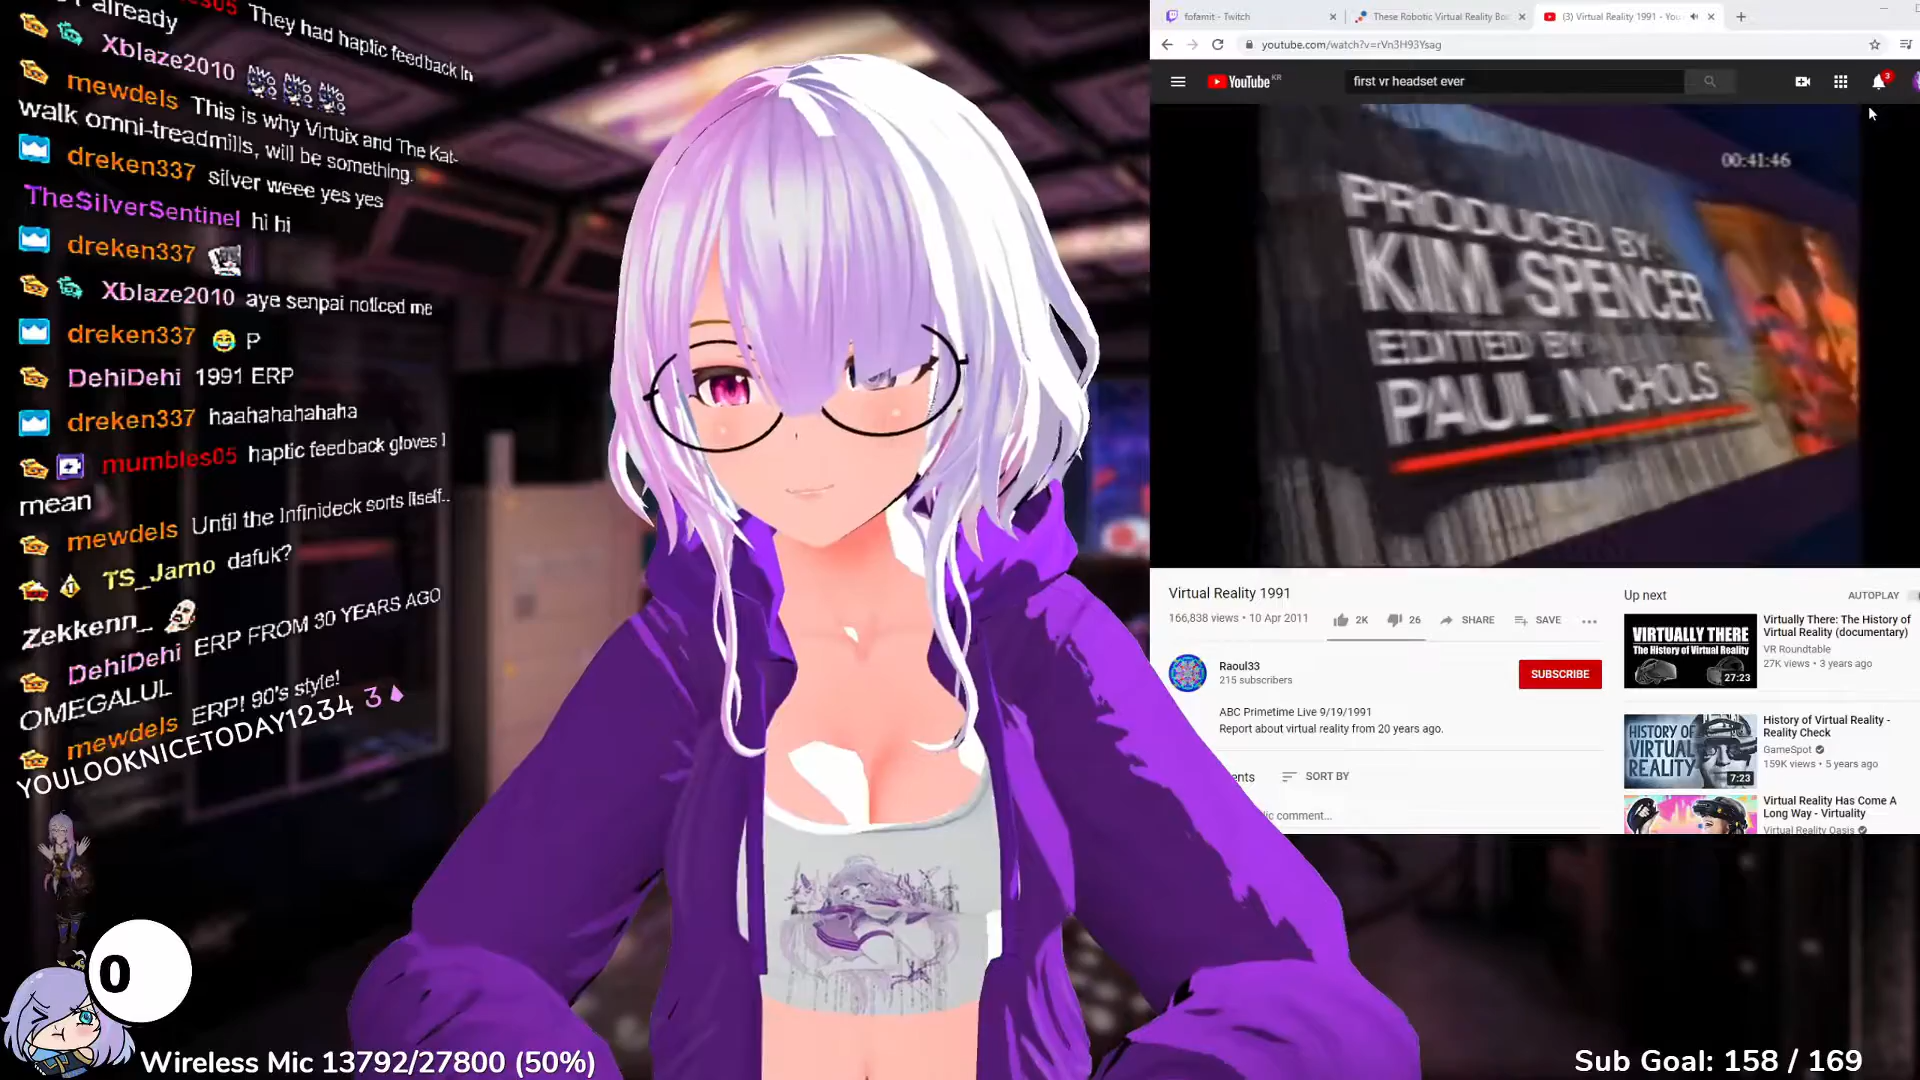 already
They had haptic feedback in
Xblaze2010
mewdels This is why Virtuix and The Kat-
walk omni-treadmills, will be something.
dreken337 silver weee yes yes
TheSilverSentinel hi hi
dreken337
Xblaze2010 aye senpai noticed me
dreken337 😂 P
DehiDehi 1991 ERP
dreken337 haahahahahaha
mumbles05 haptic feedback gloves I
mean
mewdels Until the Infinideck sorts itself..
TS_Jarno dafuk?
Zekkenn_
DehiDehi ERP FROM 30 YEARS AGO
OMEGALUL
mewdels ERP! 90's style!
YOULOOKNICETODAY1234 3
0
Wireless Mic 13792/27800 (50%)
Sub Goal: 158 / 169
fofamit - Twitch
These Robotic Virtual Reality Boo
(3) Virtual Reality 1991 - You
youtube.com/watch?v=rVn3H93Ysag
YouTube KR
first vr headset ever
3
00:41:46
PRODUCED BY:
KIM SPENCER
EDITED BY
PAUL NICHOLS
Virtual Reality 1991
166,838 views • 10 Apr 2011
2K
26
SHARE
SAVE
Raoul33
215 subscribers
SUBSCRIBE
ABC Primetime Live 9/19/1991
Report about virtual reality from 20 years ago.
ents
SORT BY
lic comment...
Up next
AUTOPLAY
VIRTUALLY THERE
The History of Virtual Reality
27:23
Virtually There: The History of
Virtual Reality (documentary)
VR Roundtable
27K views • 3 years ago
HISTORY OF
VIRTUAL
REALITY
7:23
History of Virtual Reality -
Reality Check
GameSpot
159K views • 5 years ago
Virtual Reality Has Come A
Long Way - Virtuality
Virtual Reality Oasis